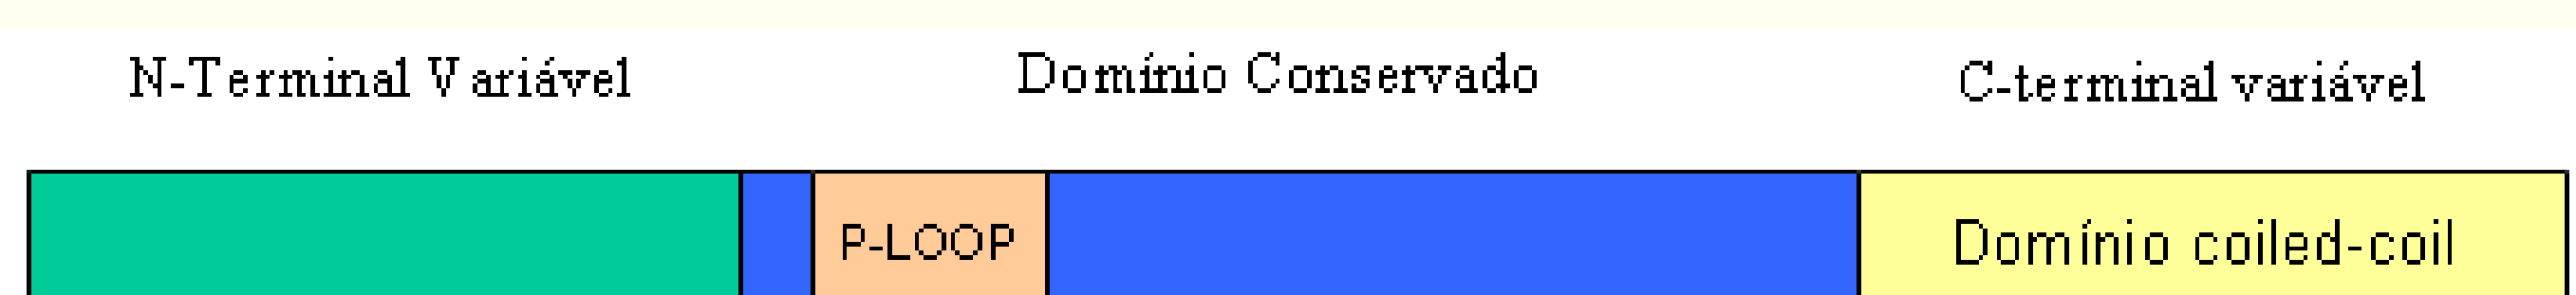 N-Terminal Variável
Domínio Conservado
C-terminal variável
P-LOOP
Domínio coiled-coil